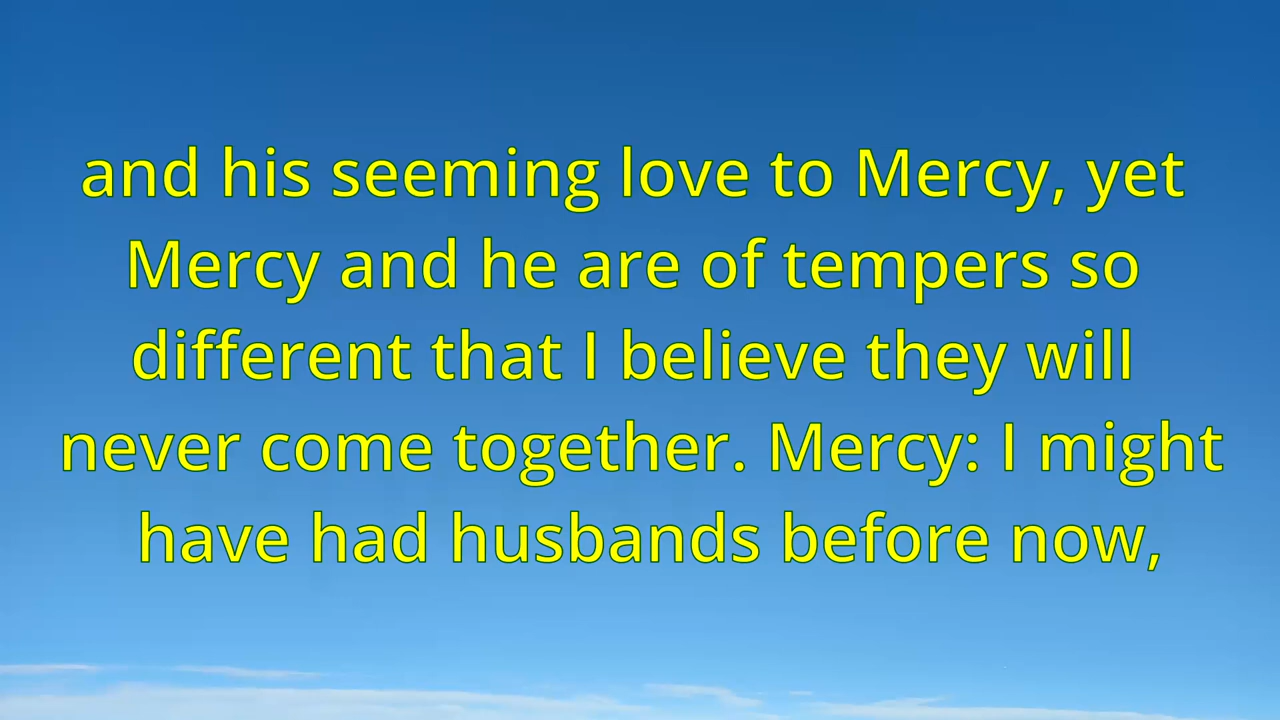 and his seeming love to Mercy, yet
Mercy and he are of tempers so
different that I believe they will
never come together. Mercy: I might
have had husbands before now,